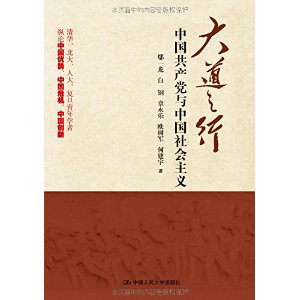 本页面中的内容受版权保护
大道之行
中国共产党与中国社会主义
鄢一龙 白钢 章永乐 欧树军 何建宇 著
清华、北大、人大、复旦青年学者
纵论中国优势、中国危机、中国创新
中国人民大学出版社
本页面中的内容受版权保护